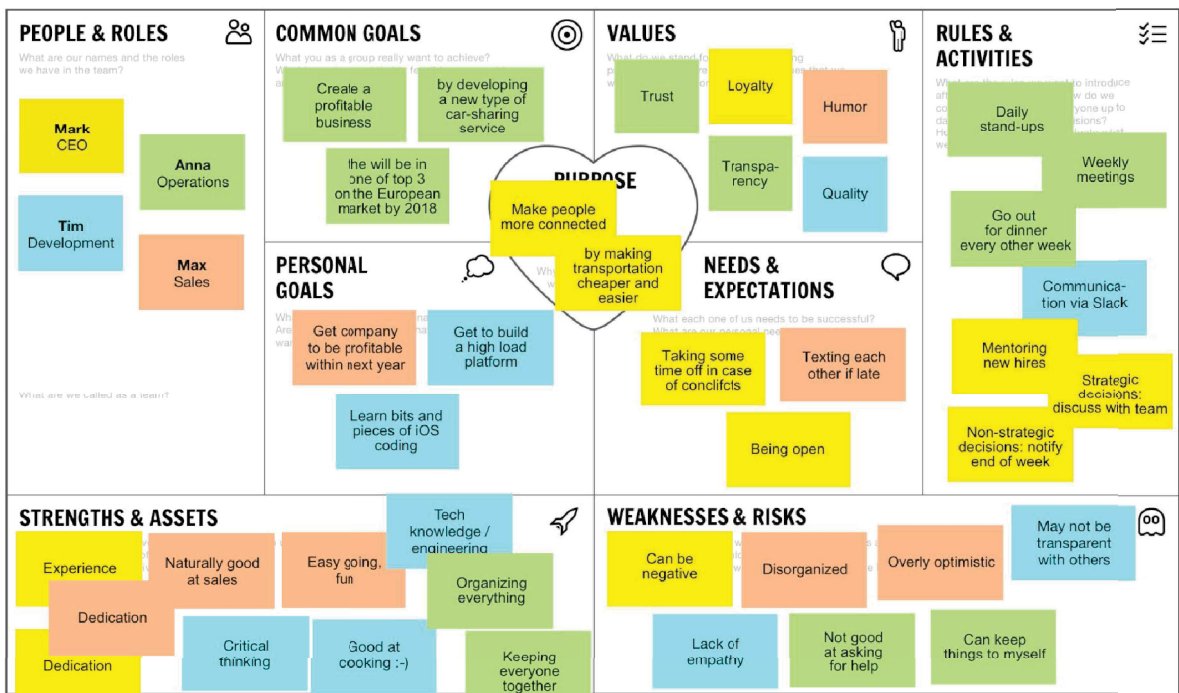 PEOPLE & ROLES
What are our names and the roles
we have in the team?
Mark
CEO
Anna
Operations
Tim
Development
Max
Sales
What are we called as a team?
COMMON GOALS
What you as a group really want to achieve?
Create a
profitable
business
by developing
a new type of
car-sharing
service
the will be in
one of top 3
on the European
market by 2018
PURPOSE
Make people
more connected
by making
transportation
cheaper and
easier
VALUES
What do we stand
Trust
Loyalty
Humor
Transpa-
rency
Quality
RULES &
ACTIVITIES
Daily
stand-ups
Weekly
meetings
Go out
for dinner
every other week
Communica-
tion via Slack
Mentoring
new hires
Strategic
decisions:
discuss with team
Non-strategic
decisions: notify
end of week
PERSONAL
GOALS
Get company
to be profitable
within next year
Get to build
a high load
platform
Learn bits and
pieces of iOS
coding
NEEDS &
EXPECTATIONS
What each one of us needs to be successful?
What are our personal
Taking some
time off in case
of conclifcts
Texting each
other if late
Being open
STRENGTHS & ASSETS
Experience
Dedication
Naturally good
at sales
Easy going,
fun
Tech
knowledge /
engineering
Organizing
everything
Dedication
Critical
thinking
Good at
cooking :-)
Keeping
everyone
together
WEAKNESSES & RISKS
Can be
negative
Disorganized
Overly optimistic
May not be
transparent
with others
Lack of
empathy
Not good
at asking
for help
Can keep
things to myself